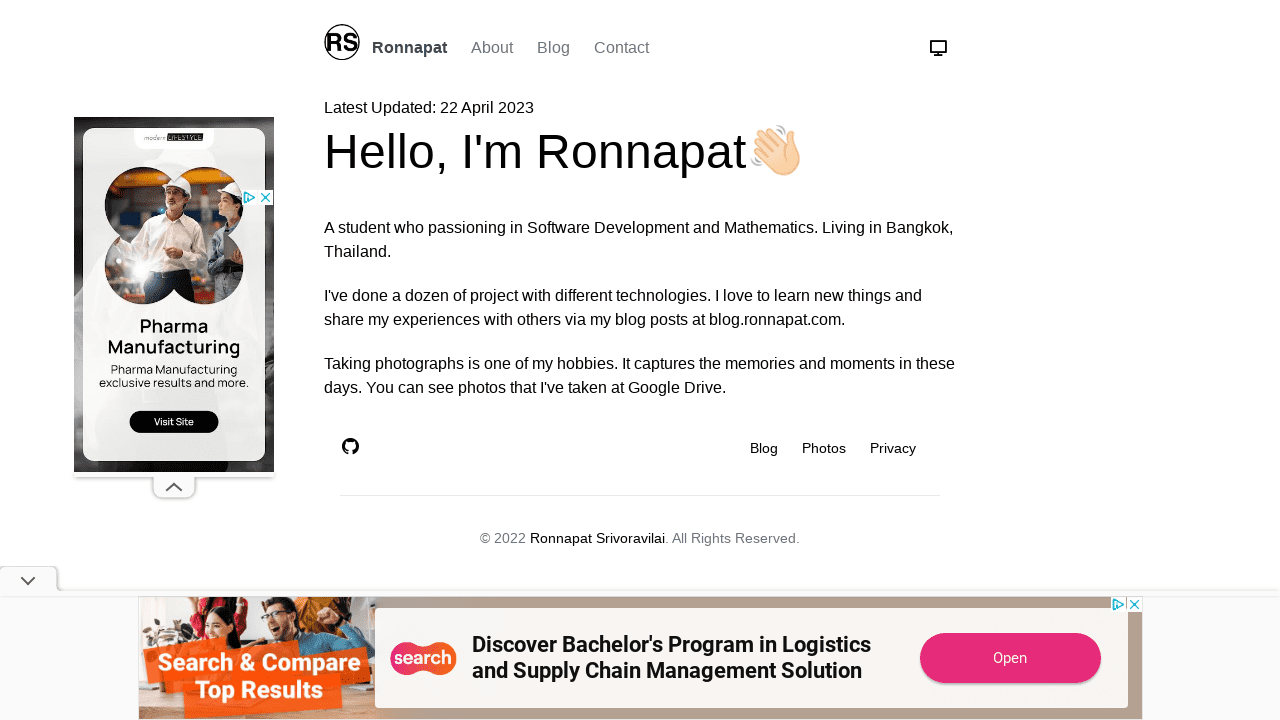 RS
Ronnapat About Blog Contact
Latest Updated: 22 April 2023
Hello, I'm Ronnapat👋🏻
modern LIFESTYLE
Pharma
Manufacturing
Pharma Manufacturing
exclusive results and more.
Visit Site
A student who passioning in Software Development and Mathematics. Living in Bangkok,
Thailand.
I've done a dozen of project with different technologies. I love to learn new things and
share my experiences with others via my blog posts at blog.ronnapat.com.
Taking photographs is one of my hobbies. It captures the memories and moments in these
days. You can see photos that I've taken at Google Drive.
Blog Photos Privacy
© 2022 Ronnapat Srivoravilai. All Rights Reserved.
Search & Compare
Top Results
search
Discover Bachelor's Program in Logistics
and Supply Chain Management Solution
Open